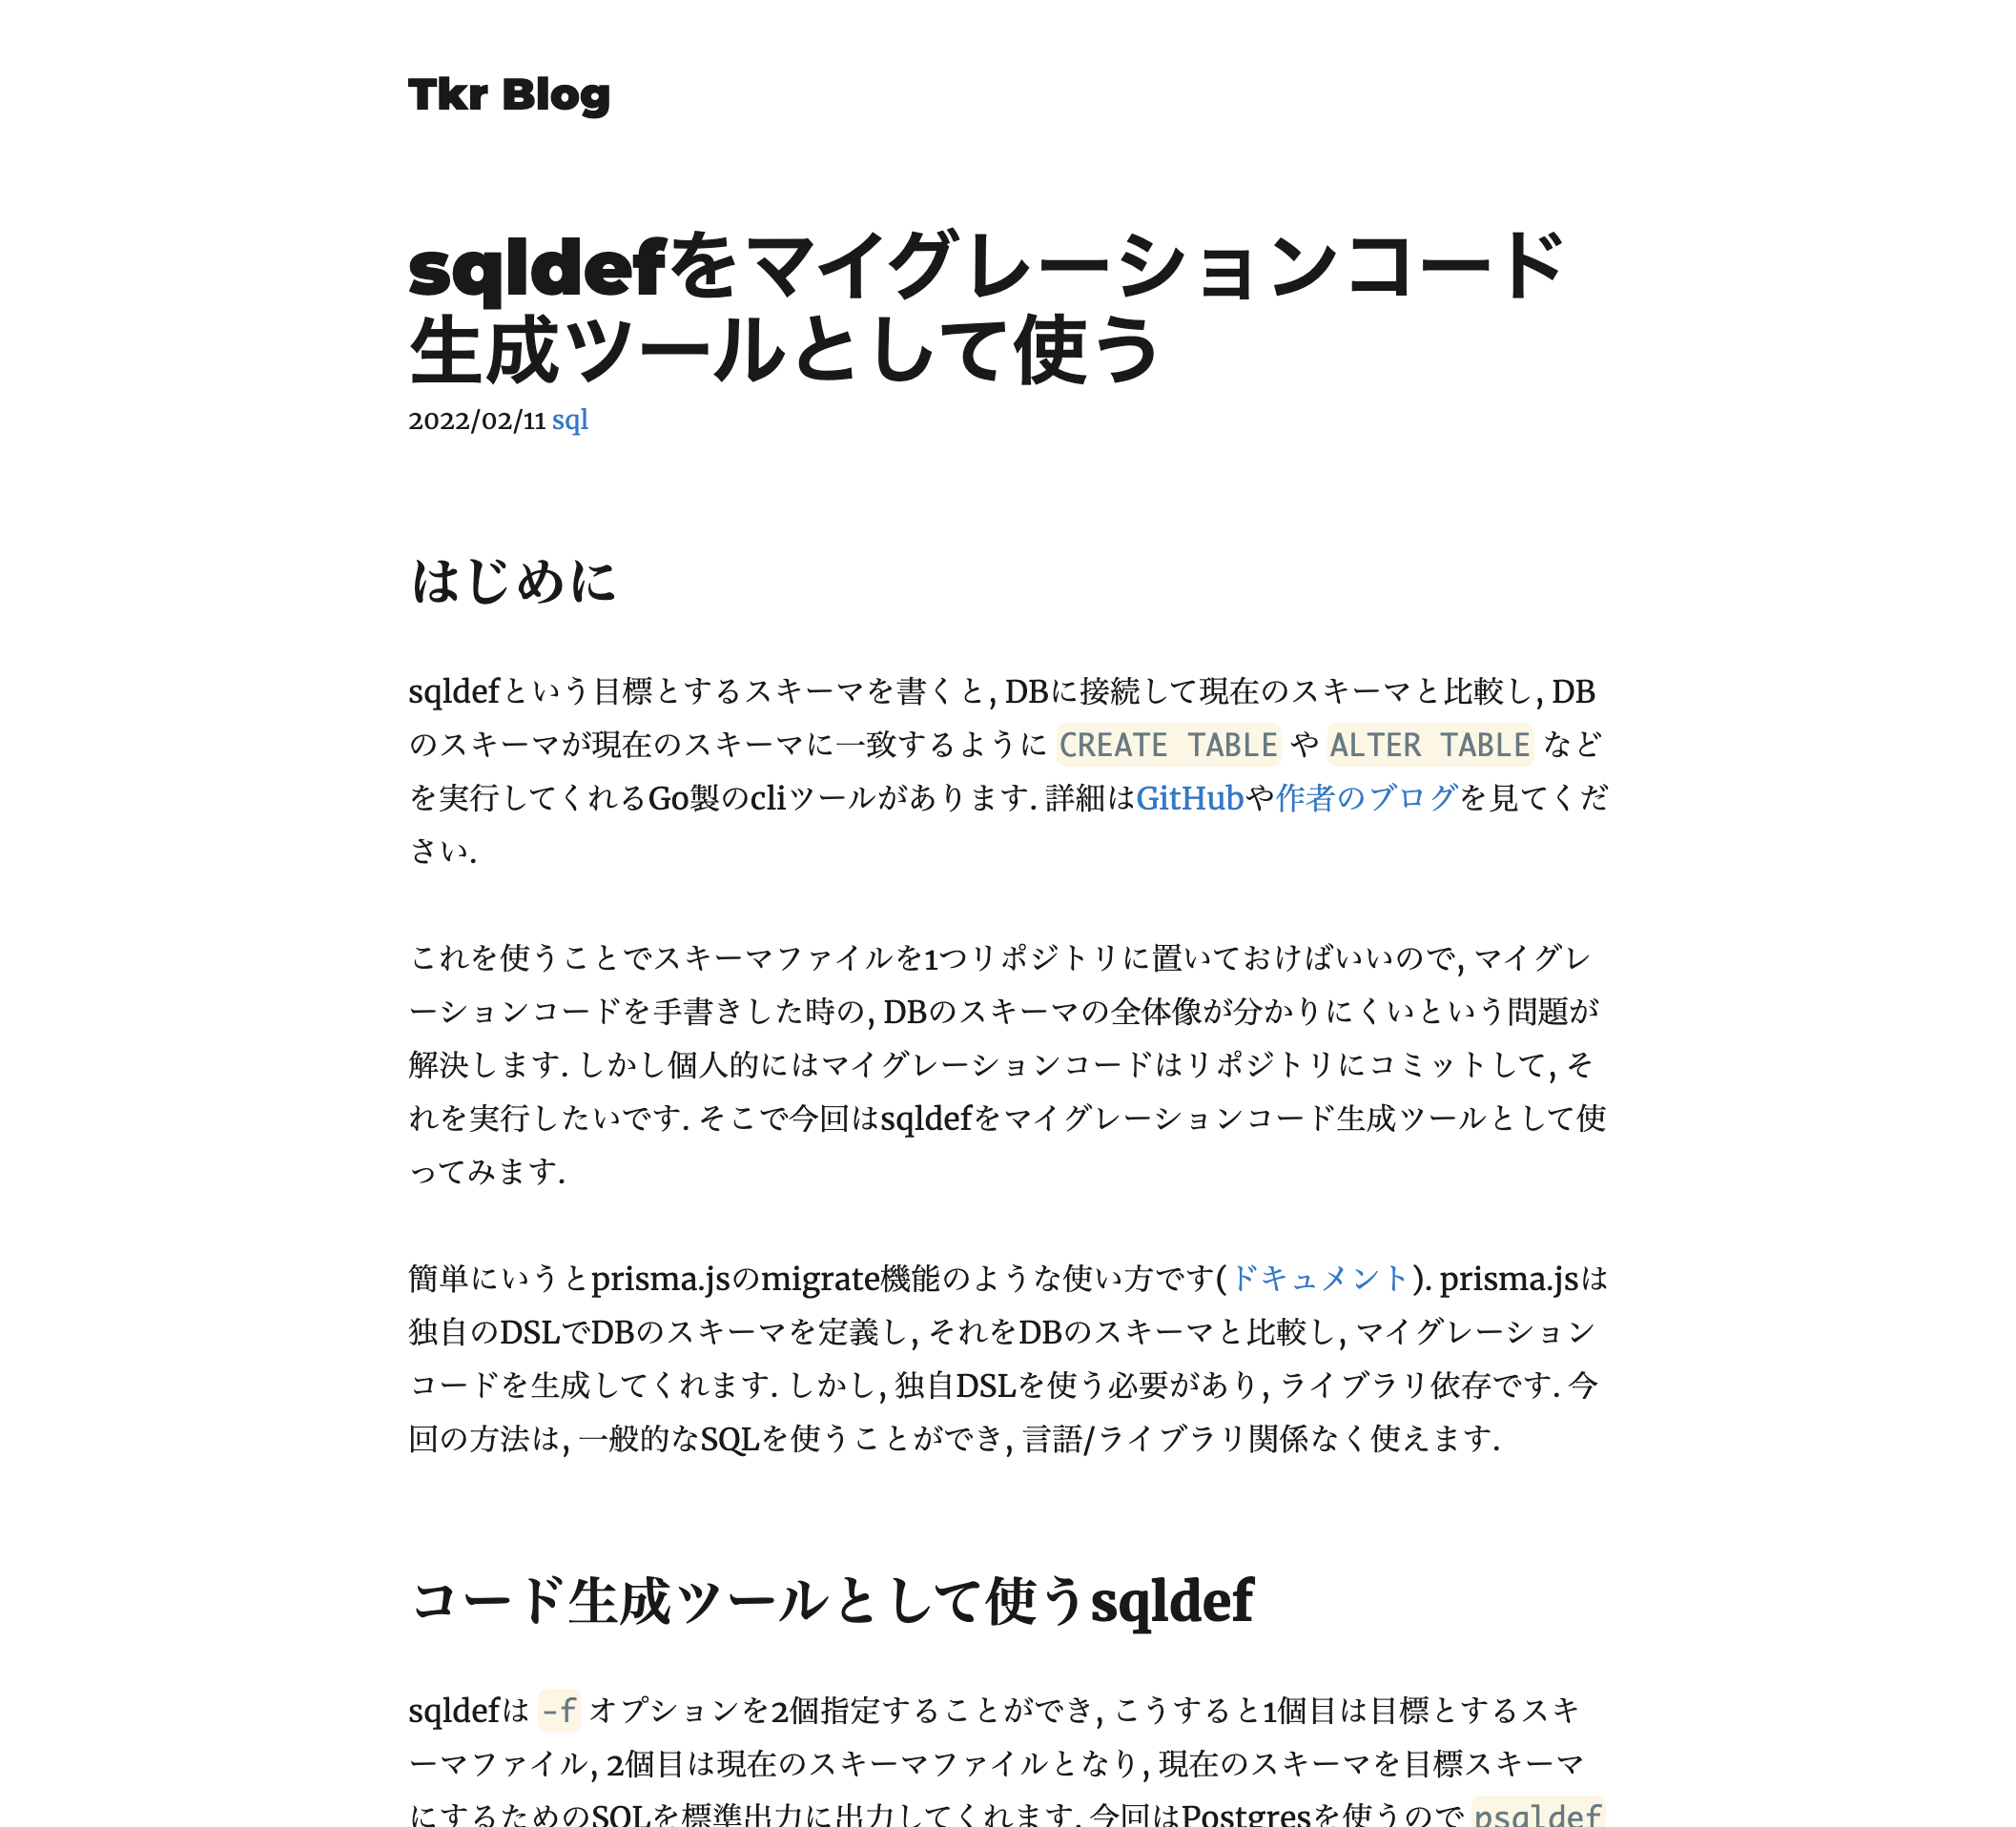 Tkr Blog
sqldefをマイグレーションコード
生成ツールとして使う
2022/02/11 sql
はじめに
sqldefという目標とするスキーマを書くと, DBに接続して現在のスキーマと比較し, DB
のスキーマが現在のスキーマに一致するように CREATE TABLE や ALTER TABLE など
を実行してくれるGo製のcliツールがあります. 詳細はGitHubや作者のブログを見てくだ
さい.
これを使うことでスキーマファイルを1つリポジトリに置いておけばいいので, マイグレ
ーションコードを手書きした時の, DBのスキーマの全体像が分かりにくいという問題が
解決します. しかし個人的にはマイグレーションコードはリポジトリにコミットして, そ
れを実行したいです. そこで今回はsqldefをマイグレーションコード生成ツールとして使
ってみます.
簡単にいうとprisma.jsのmigrate機能のような使い方です(ドキュメント). prisma.jsは
独自のDSLでDBのスキーマを定義し, それをDBのスキーマと比較し, マイグレーション
コードを生成してくれます. しかし, 独自DSLを使う必要があり, ライブラリ依存です. 今
回の方法は, 一般的なSQLを使うことができ, 言語/ライブラリ関係なく使えます.
コード生成ツールとして使うsqldef
sqldefは -f オプションを2個指定することができ, こうすると1個目は目標とするスキ
ーマファイル, 2個目は現在のスキーマファイルとなり, 現在のスキーマを目標スキーマ
にするためのSQLを標準出力に出力してくれます. 今回はPostgresを使うので psqldef